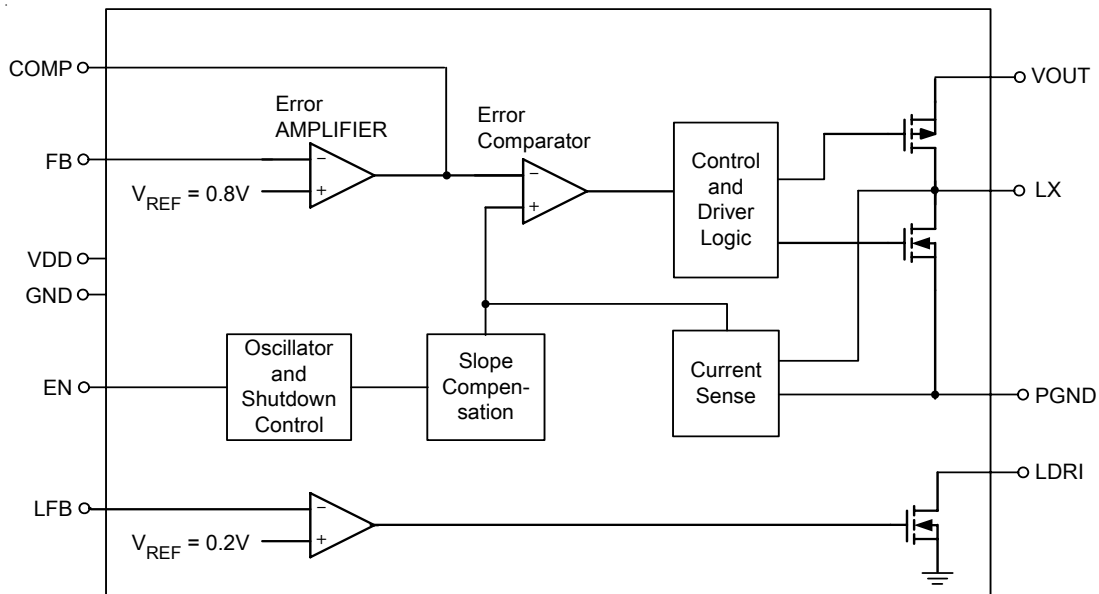 COMP
VOUT
Error
AMPLIFIER
Error
Comparator
FB
−
+
VREF = 0.8V
−
+
Control
and
Driver
Logic
LX
VDD
GND
EN
Oscillator
and
Shutdown
Control
Slope
Compen-
sation
Current
Sense
PGND
LDRI
LFB
−
+
VREF = 0.2V